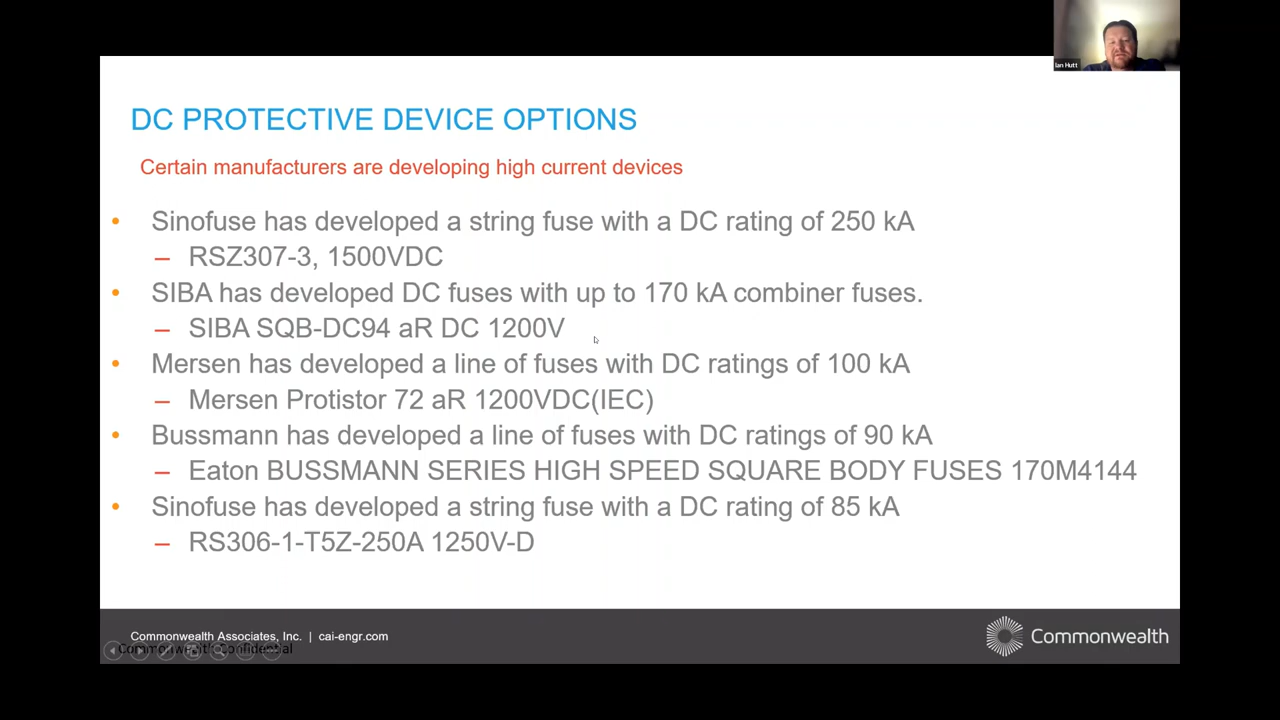 Ian Hutt
DC PROTECTIVE DEVICE OPTIONS
Certain manufacturers are developing high current devices
• Sinofuse has developed a string fuse with a DC rating of 250 kA
– RSZ307-3, 1500VDC
• SIBA has developed DC fuses with up to 170 kA combiner fuses.
– SIBA SQB-DC94 aR DC 1200V
• Mersen has developed a line of fuses with DC ratings of 100 kA
– Mersen Protistor 72 aR 1200VDC(IEC)
• Bussmann has developed a line of fuses with DC ratings of 90 kA
– Eaton BUSSMANN SERIES HIGH SPEED SQUARE BODY FUSES 170M4144
• Sinofuse has developed a string fuse with a DC rating of 85 kA
– RS306-1-T5Z-250A 1250V-D
Commonwealth Associates, Inc. | cai-engr.com
Commonwealth Confidential
Commonwealth